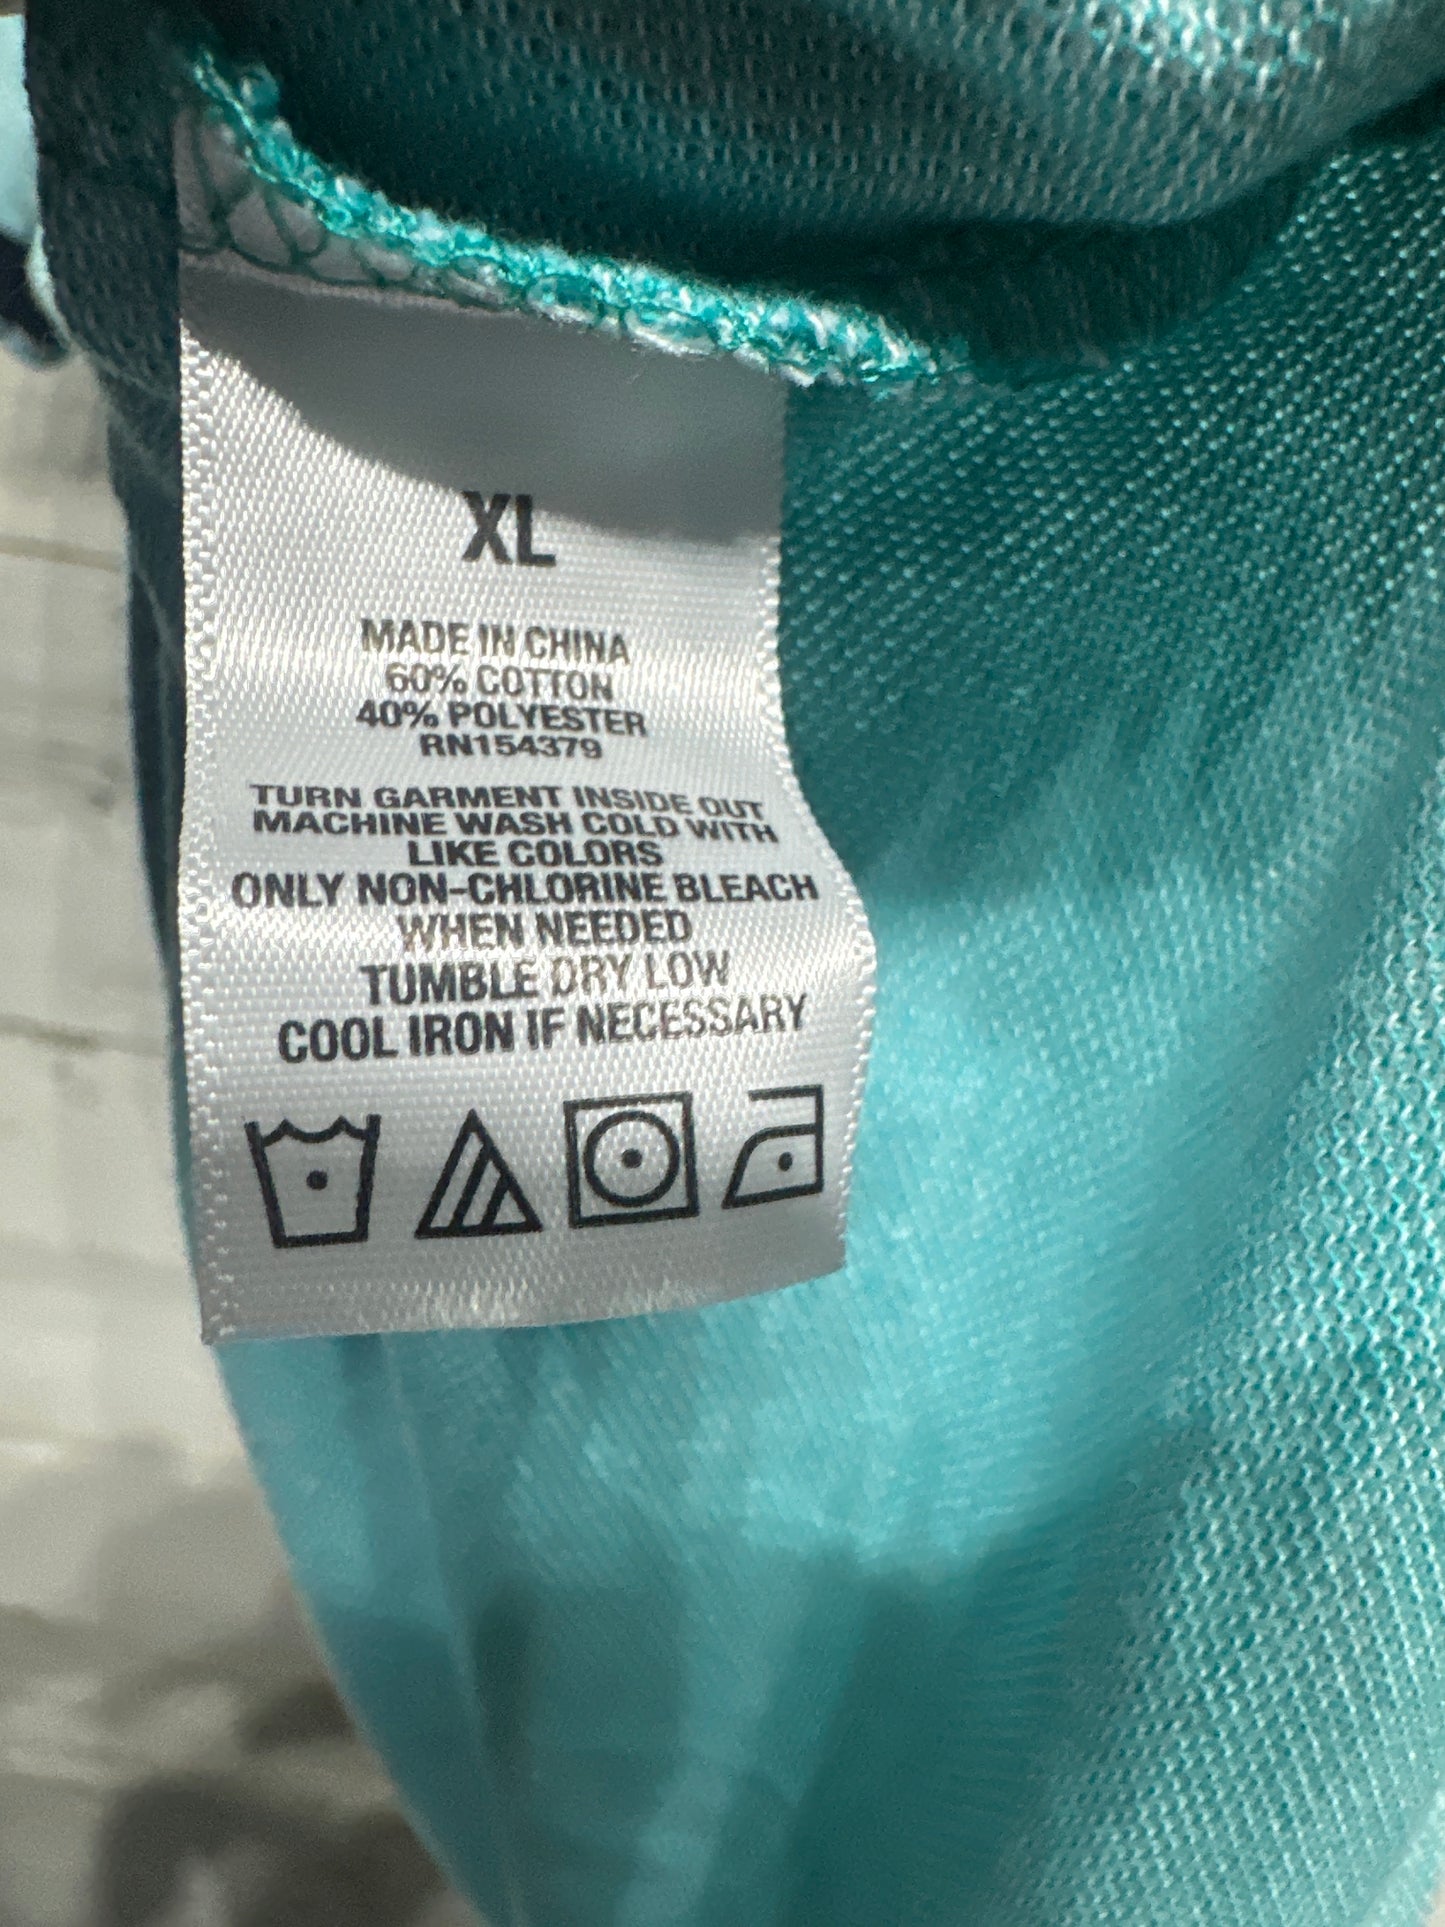 XL
MADE IN CHINA
60% COTTON
40% POLYESTER
RN154379
TURN GARMENT INSIDE OUT
MACHINE WASH COLD WITH
LIKE COLORS
ONLY NON-CHLORINE BLEACH
WHEN NEEDED
TUMBLE DRY LOW
COOL IRON IF NECESSARY